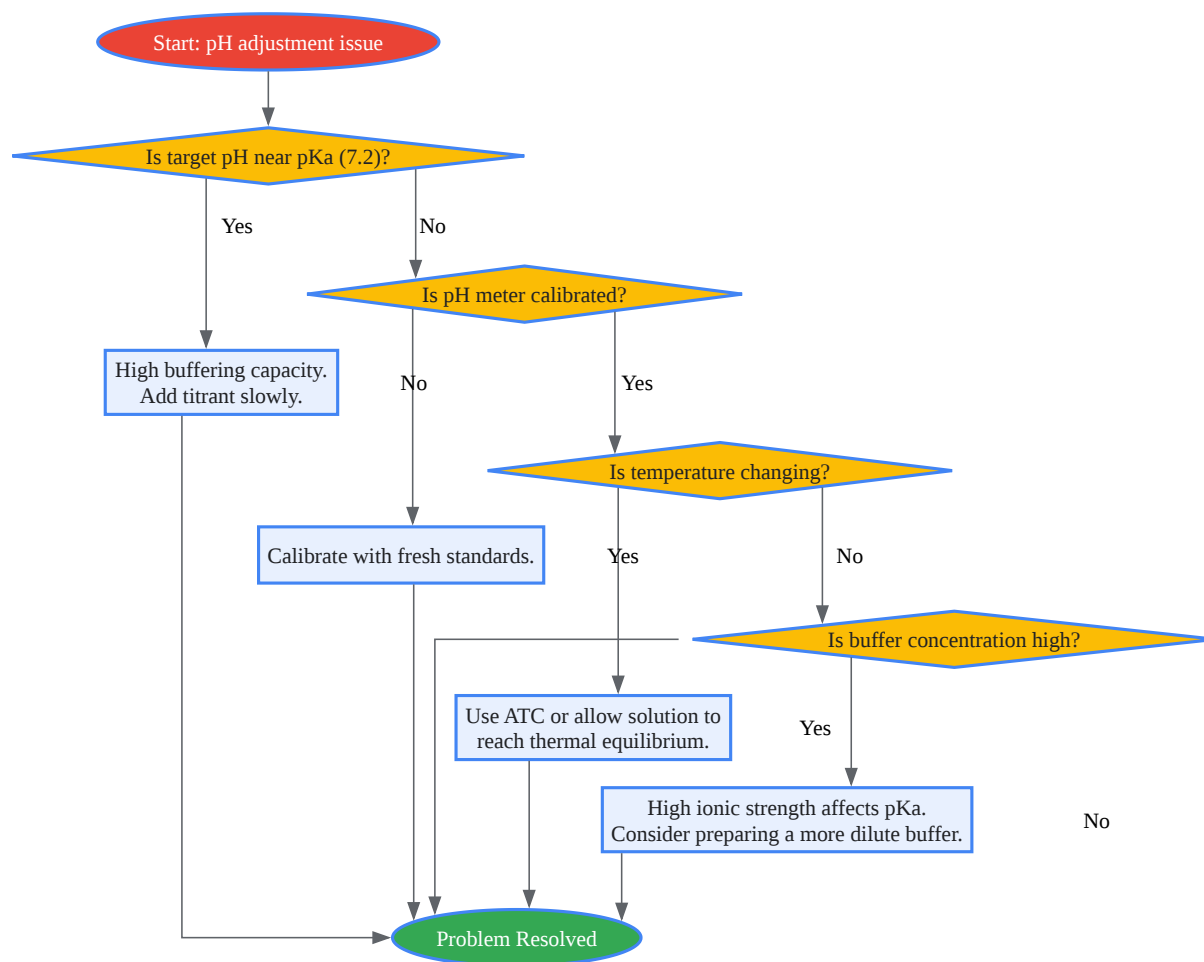 Start: pH adjustment issue
Is target pH near pKa (7.2)?
Yes
No
Is pH meter calibrated?
High buffering capacity.
Add titrant slowly.
No
Yes
Is temperature changing?
Calibrate with fresh standards.
Yes
No
Is buffer concentration high?
Use ATC or allow solution to
reach thermal equilibrium.
Yes
High ionic strength affects pKa.
Consider preparing a more dilute buffer.
No
Problem Resolved